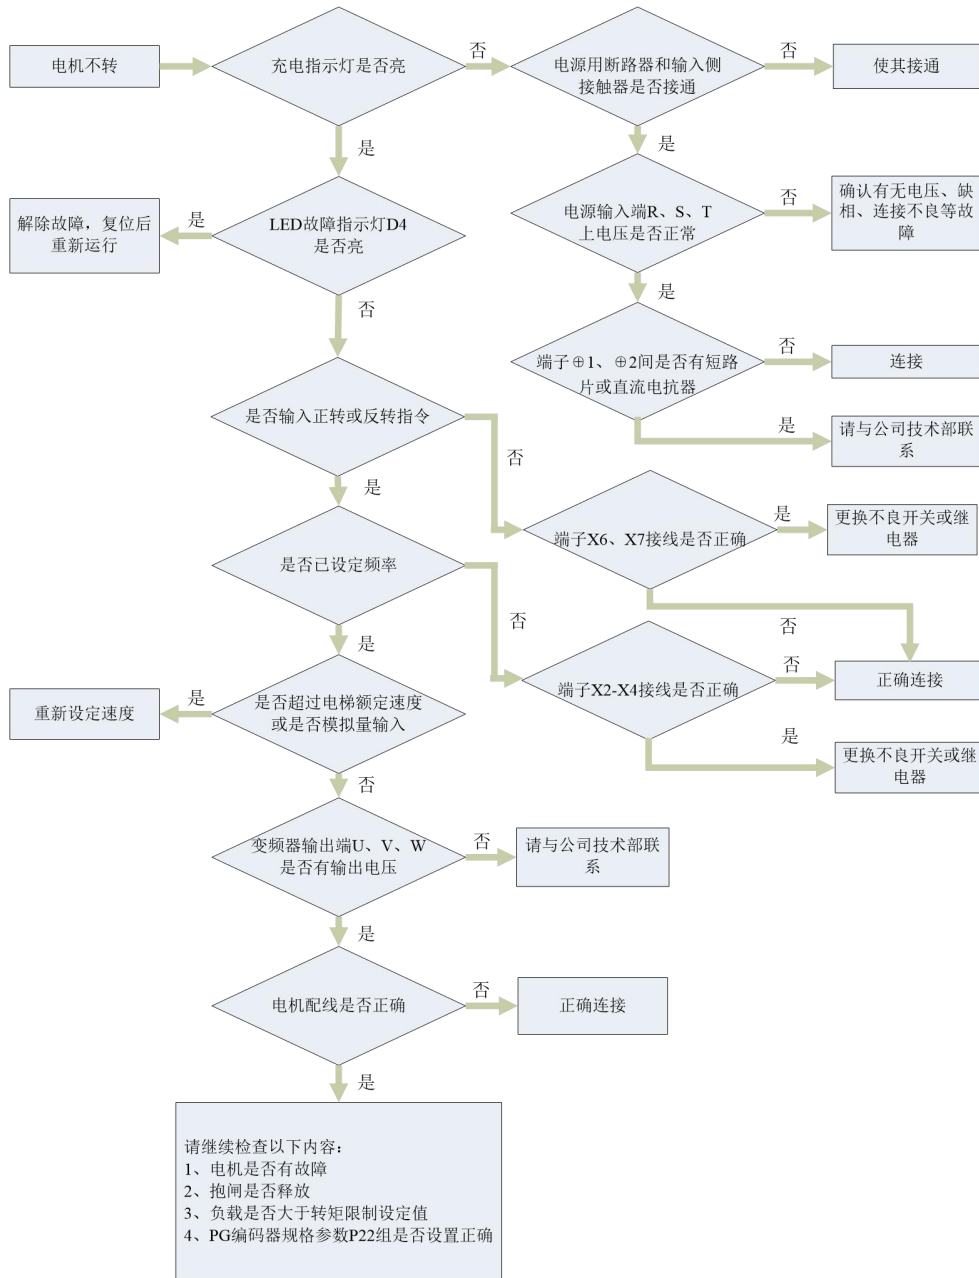 电机不转
充电指示灯是否亮
否
电源用断路器和输入侧
接触器是否接通
否
使其接通
是
是
解除故障，复位后
重新运行
是
LED故障指示灯D4
是否亮
电源输入端R、S、T
上电压是否正常
否
确认有无电压、缺
相、连接不良等故
障
否
是
端子⊕1、⊕2间是否有短路
片或直流电抗器
否
连接
是
请与公司技术部联
系
是否输入正转或反转指令
否
是
端子X6、X7接线是否正确
是
更换不良开关或继
电器
否
是否已设定频率
否
是
端子X2-X4接线是否正确
否
正确连接
是
更换不良开关或继
电器
重新设定速度
是
是否超过电梯额定速度
或是否模拟量输入
否
变频器输出端U、V、W
是否有输出电压
否
请与公司技术部联
系
是
电机配线是否正确
否
正确连接
是
请继续检查以下内容：
1、电机是否有故障
2、抱闸是否释放
3、负载是否大于转矩限制设定值
4、PG编码器规格参数P22组是否设置正确